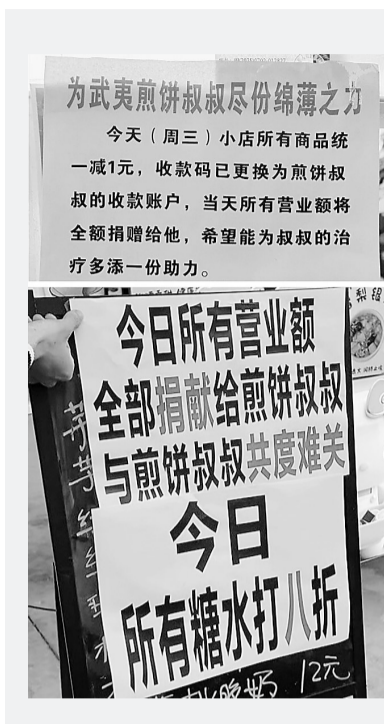 为武夷煎饼叔叔尽份绵薄之力
今天（周三）小店所有商品统
一减1元，收款码已更换为煎饼叔
叔的收款账户，当天所有营业额将
全额捐赠给他，希望能为叔叔的治
疗多添一份助力。
今日所有营业额
全部捐献给煎饼叔叔
与煎饼叔叔共度难关
今日
所有糖水打八折
12元